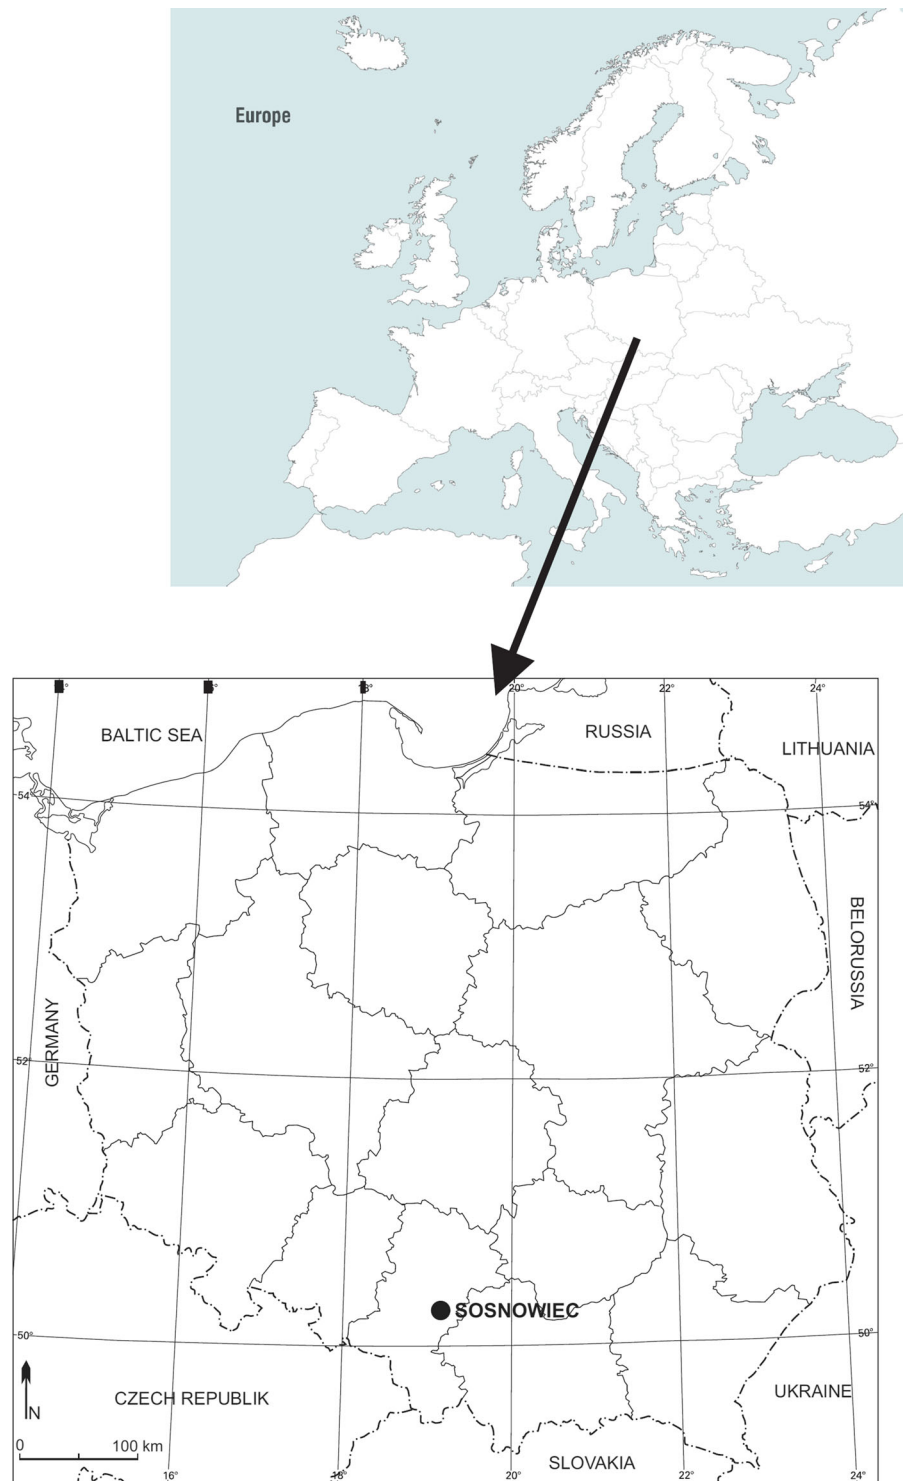 Europe
20° 22° 24°
BALTIC SEA
RUSSIA
LITHUANIA
54° 54°
BELORUSSIA
GERMANY
52° 52°
SOSNOWIEC
50° 50°
N
CZECH REPUBLIK
UKRAINE
0 100 km
SLOVAKIA
16° 18° 20° 22° 24°